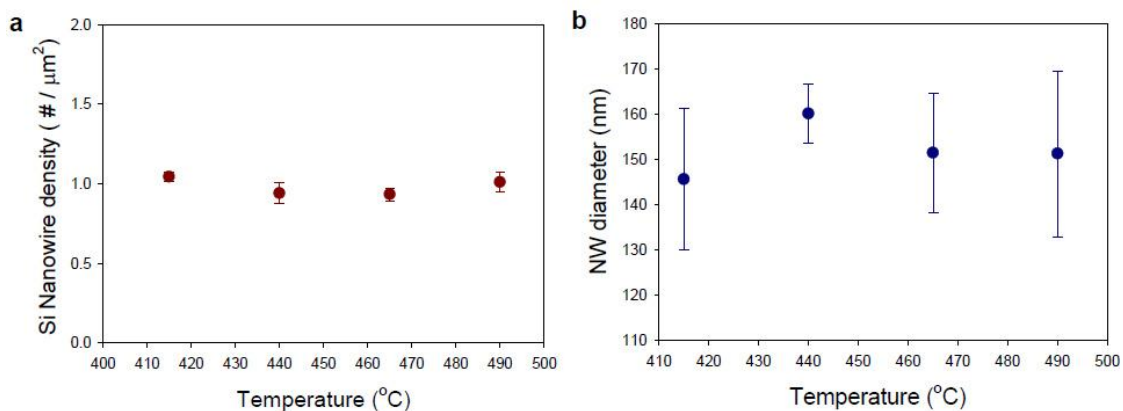 a
Si Nanowire density ( # / μm²)
2.0
1.5
1.0
0.5
0.0
400 410 420 430 440 450 460 470 480 490 500
Temperature (°C)
b
NW diameter (nm)
180
170
160
150
140
130
120
110
410 420 430 440 450 460 470 480 490 500
Temperature (°C)